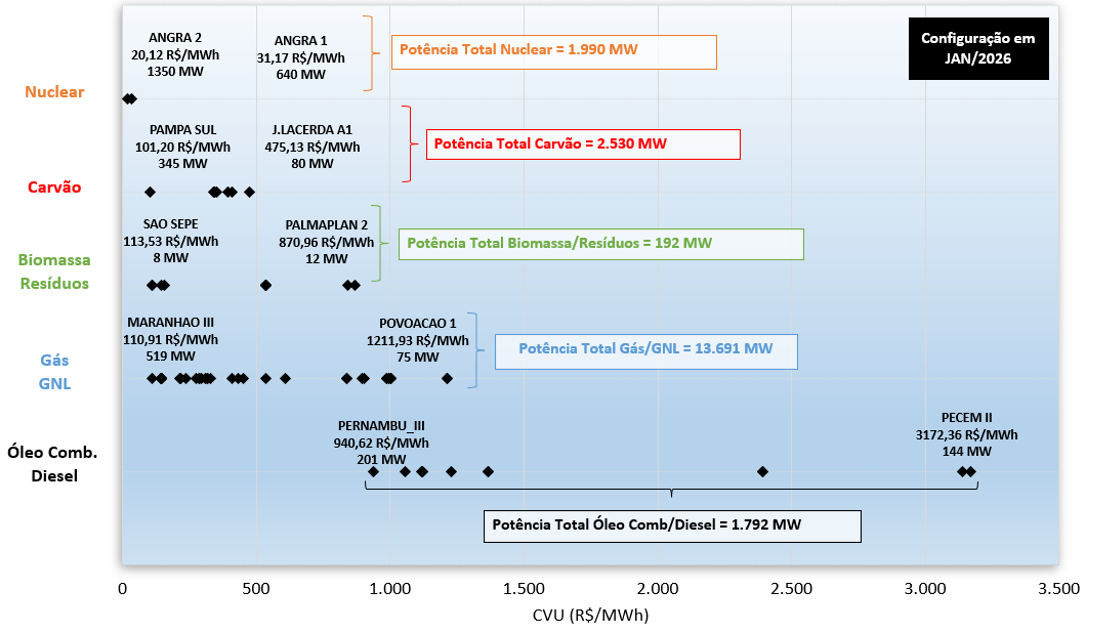 Configuração em
JAN/2026
ANGRA 2
20,12 R$/MWh
1350 MW
ANGRA 1
31,17 R$/MWh
640 MW
Potência Total Nuclear = 1.990 MW
Nuclear
PAMPA SUL
101,20 R$/MWh
345 MW
J.LACERDA A1
475,13 R$/MWh
80 MW
Potência Total Carvão = 2.530 MW
Carvão
SAO SEPE
113,53 R$/MWh
8 MW
PALMAPLAN 2
870,96 R$/MWh
12 MW
Potência Total Biomassa/Resíduos = 192 MW
Biomassa
Resíduos
MARANHAO III
110,91 R$/MWh
519 MW
POVOACAO 1
1211,93 R$/MWh
75 MW
Potência Total Gás/GNL = 13.691 MW
Gás
GNL
PERNAMBU_III
940,62 R$/MWh
201 MW
PECEM II
3172,36 R$/MWh
144 MW
Óleo Comb.
Diesel
Potência Total Óleo Comb/Diesel = 1.792 MW
0 500 1.000 1.500 2.000 2.500 3.000 3.500
CVU (R$/MWh)